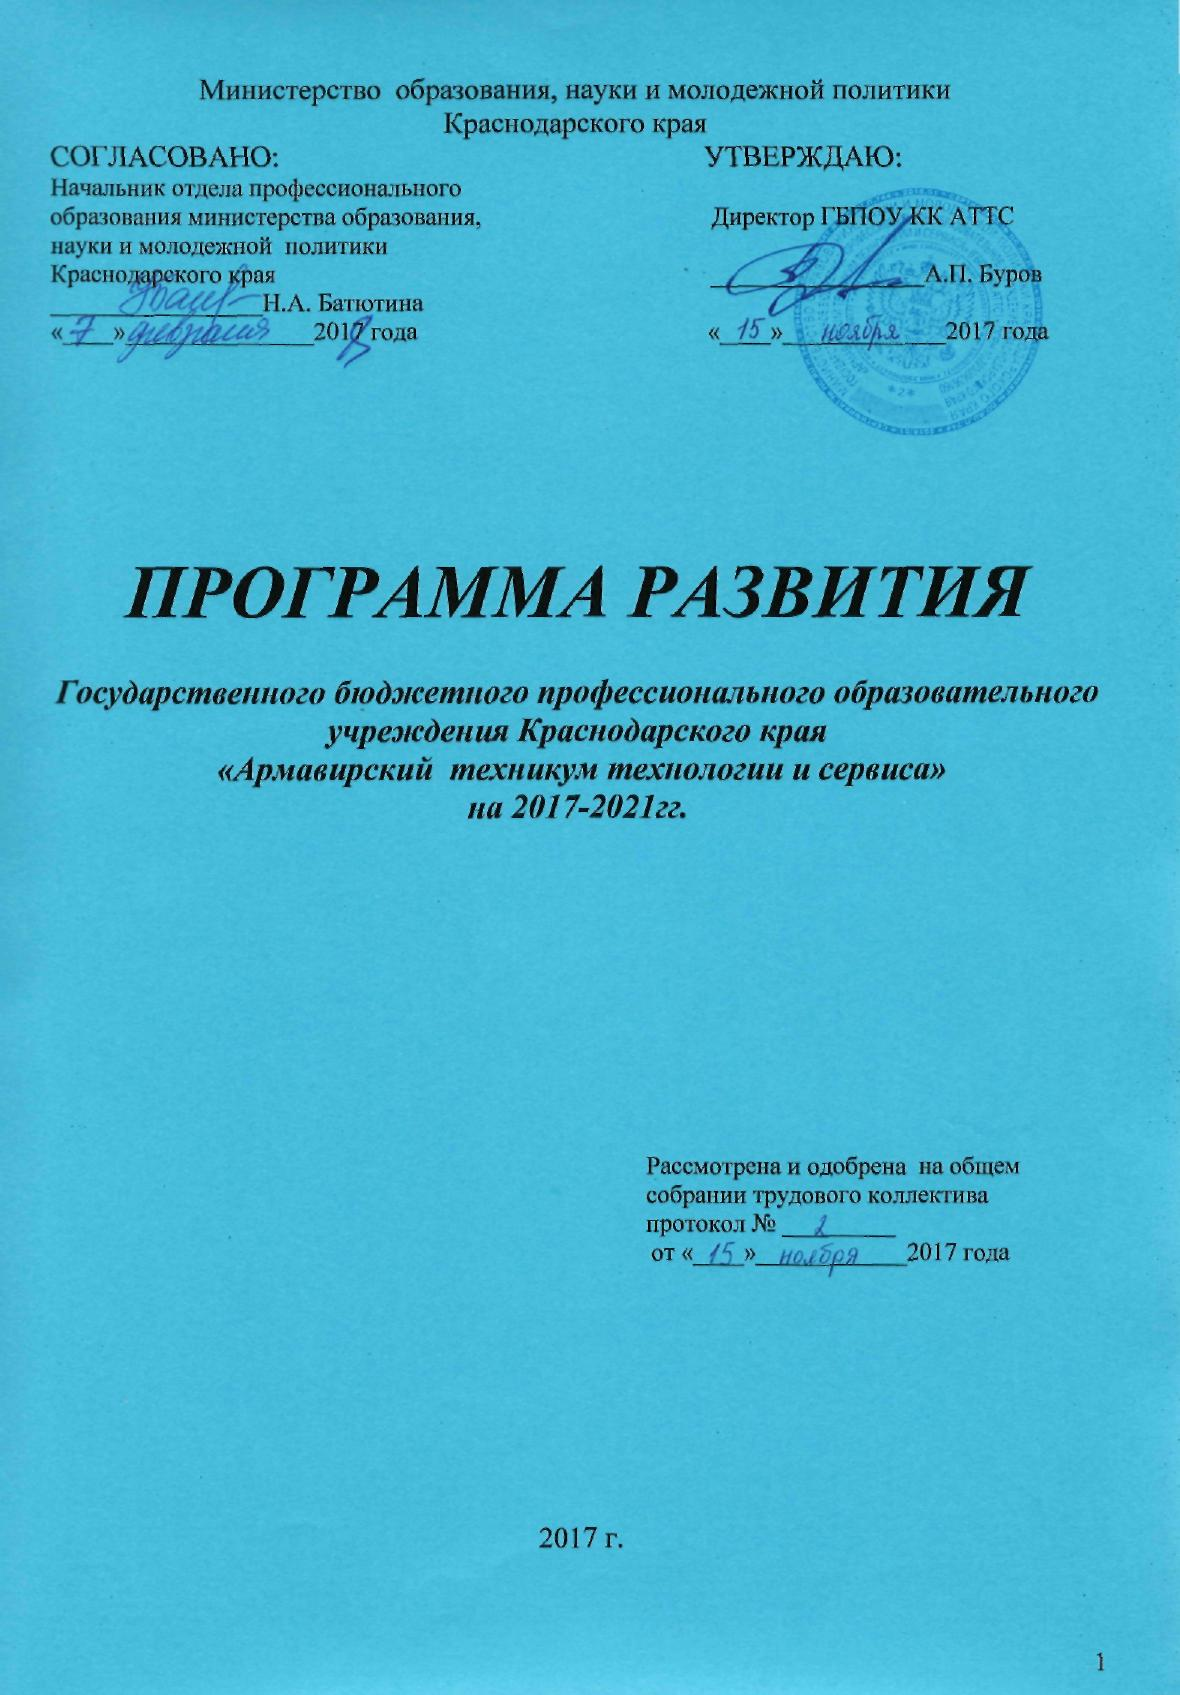 Министерство образования, науки и молодежной политики
Краснодарского края
СОГЛАСОВАНО:
Начальник отдела профессионального
образования министерства образования,
науки и молодежной политики
Краснодарского края
Н.А. Батютина
«7» февраля 2018 года
УТВЕРЖДАЮ:
Директор ГБПОУ КК АТТС
А.П. Буров
«15» ноября 2017 года
ПРОГРАММА РАЗВИТИЯ
Государственного бюджетного профессионального образовательного
учреждения Краснодарского края
«Армавирский техникум технологии и сервиса»
на 2017-2021гг.
Рассмотрена и одобрена на общем
собрании трудового коллектива
протокол № 2
от «15» ноября 2017 года
2017 г.
1